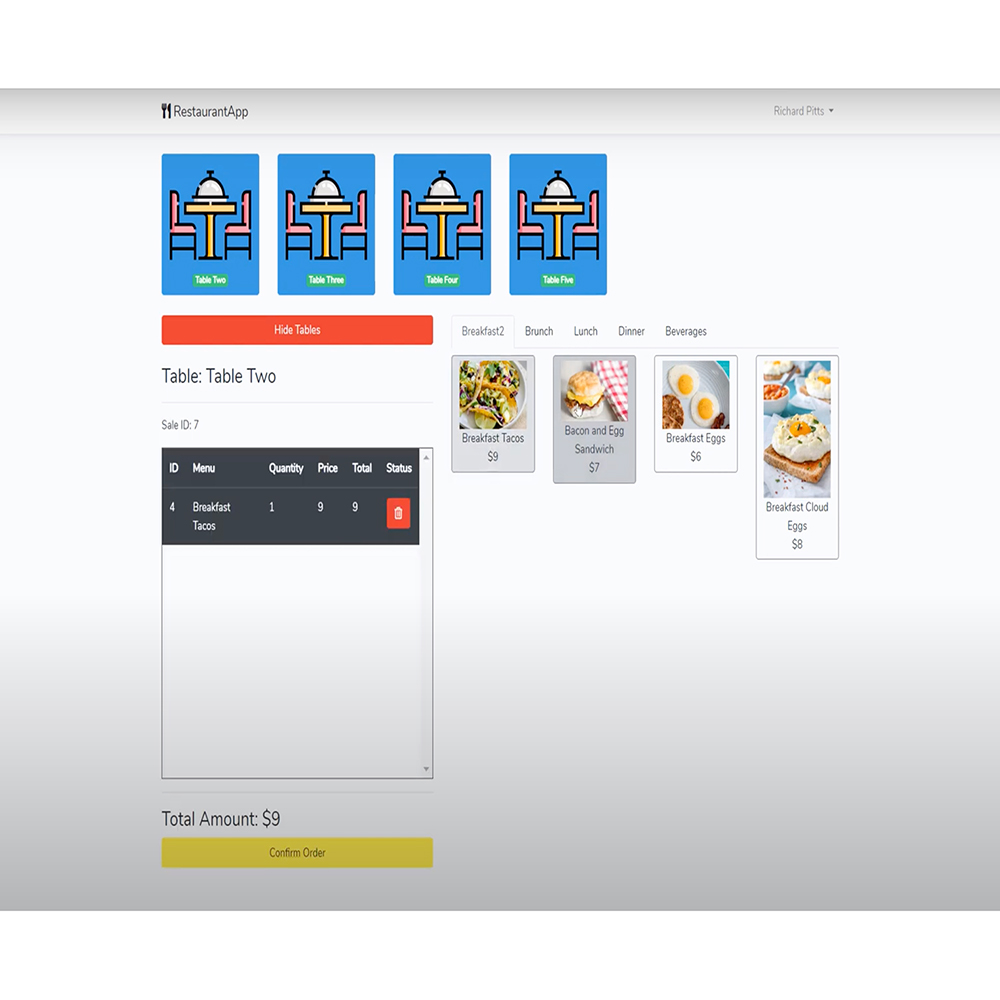 RestaurantApp
Richard Pitts
Table Two
Table Three
Table Four
Table Five
Hide Tables
Table: Table Two
Sale ID: 7
ID Menu Quantity Price Total Status
4 Breakfast 1 9 9
Tacos
Total Amount: $9
Confirm Order
Breakfast2 Brunch Lunch Dinner Beverages
Breakfast Tacos
$9
Bacon and Egg
Sandwich
$7
Breakfast Eggs
$6
Breakfast Cloud
Eggs
$8